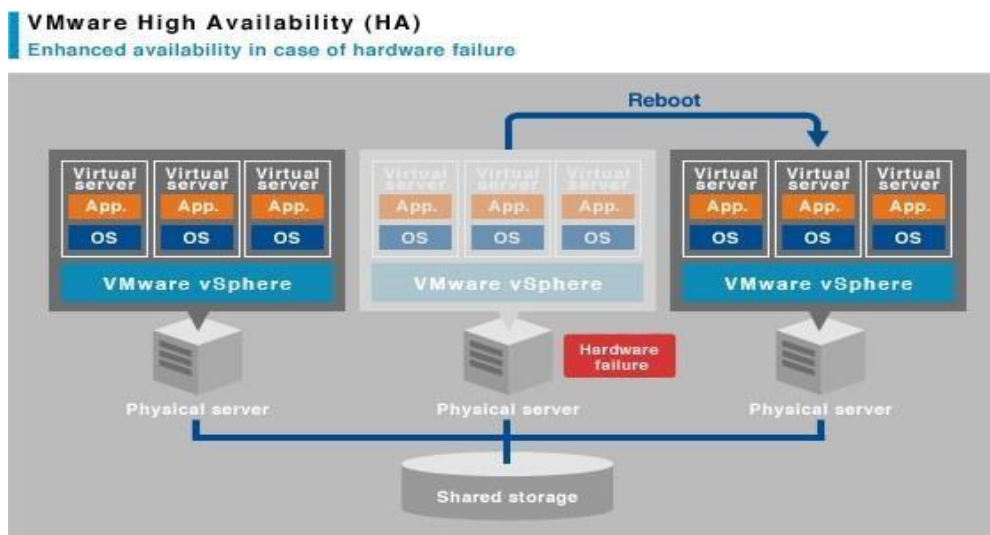 VMware High Availability (HA)
Enhanced availability in case of hardware failure
Reboot
Virtual server
App.
OS
Virtual server
App.
OS
Virtual server
App.
OS
VMware vSphere
Virtual server
App.
OS
Virtual server
App.
OS
Virtual server
App.
OS
VMware vSphere
Virtual server
App.
OS
Virtual server
App.
OS
Virtual server
App.
OS
VMware vSphere
Hardware
failure
Physical server
Physical server
Physical server
Shared storage